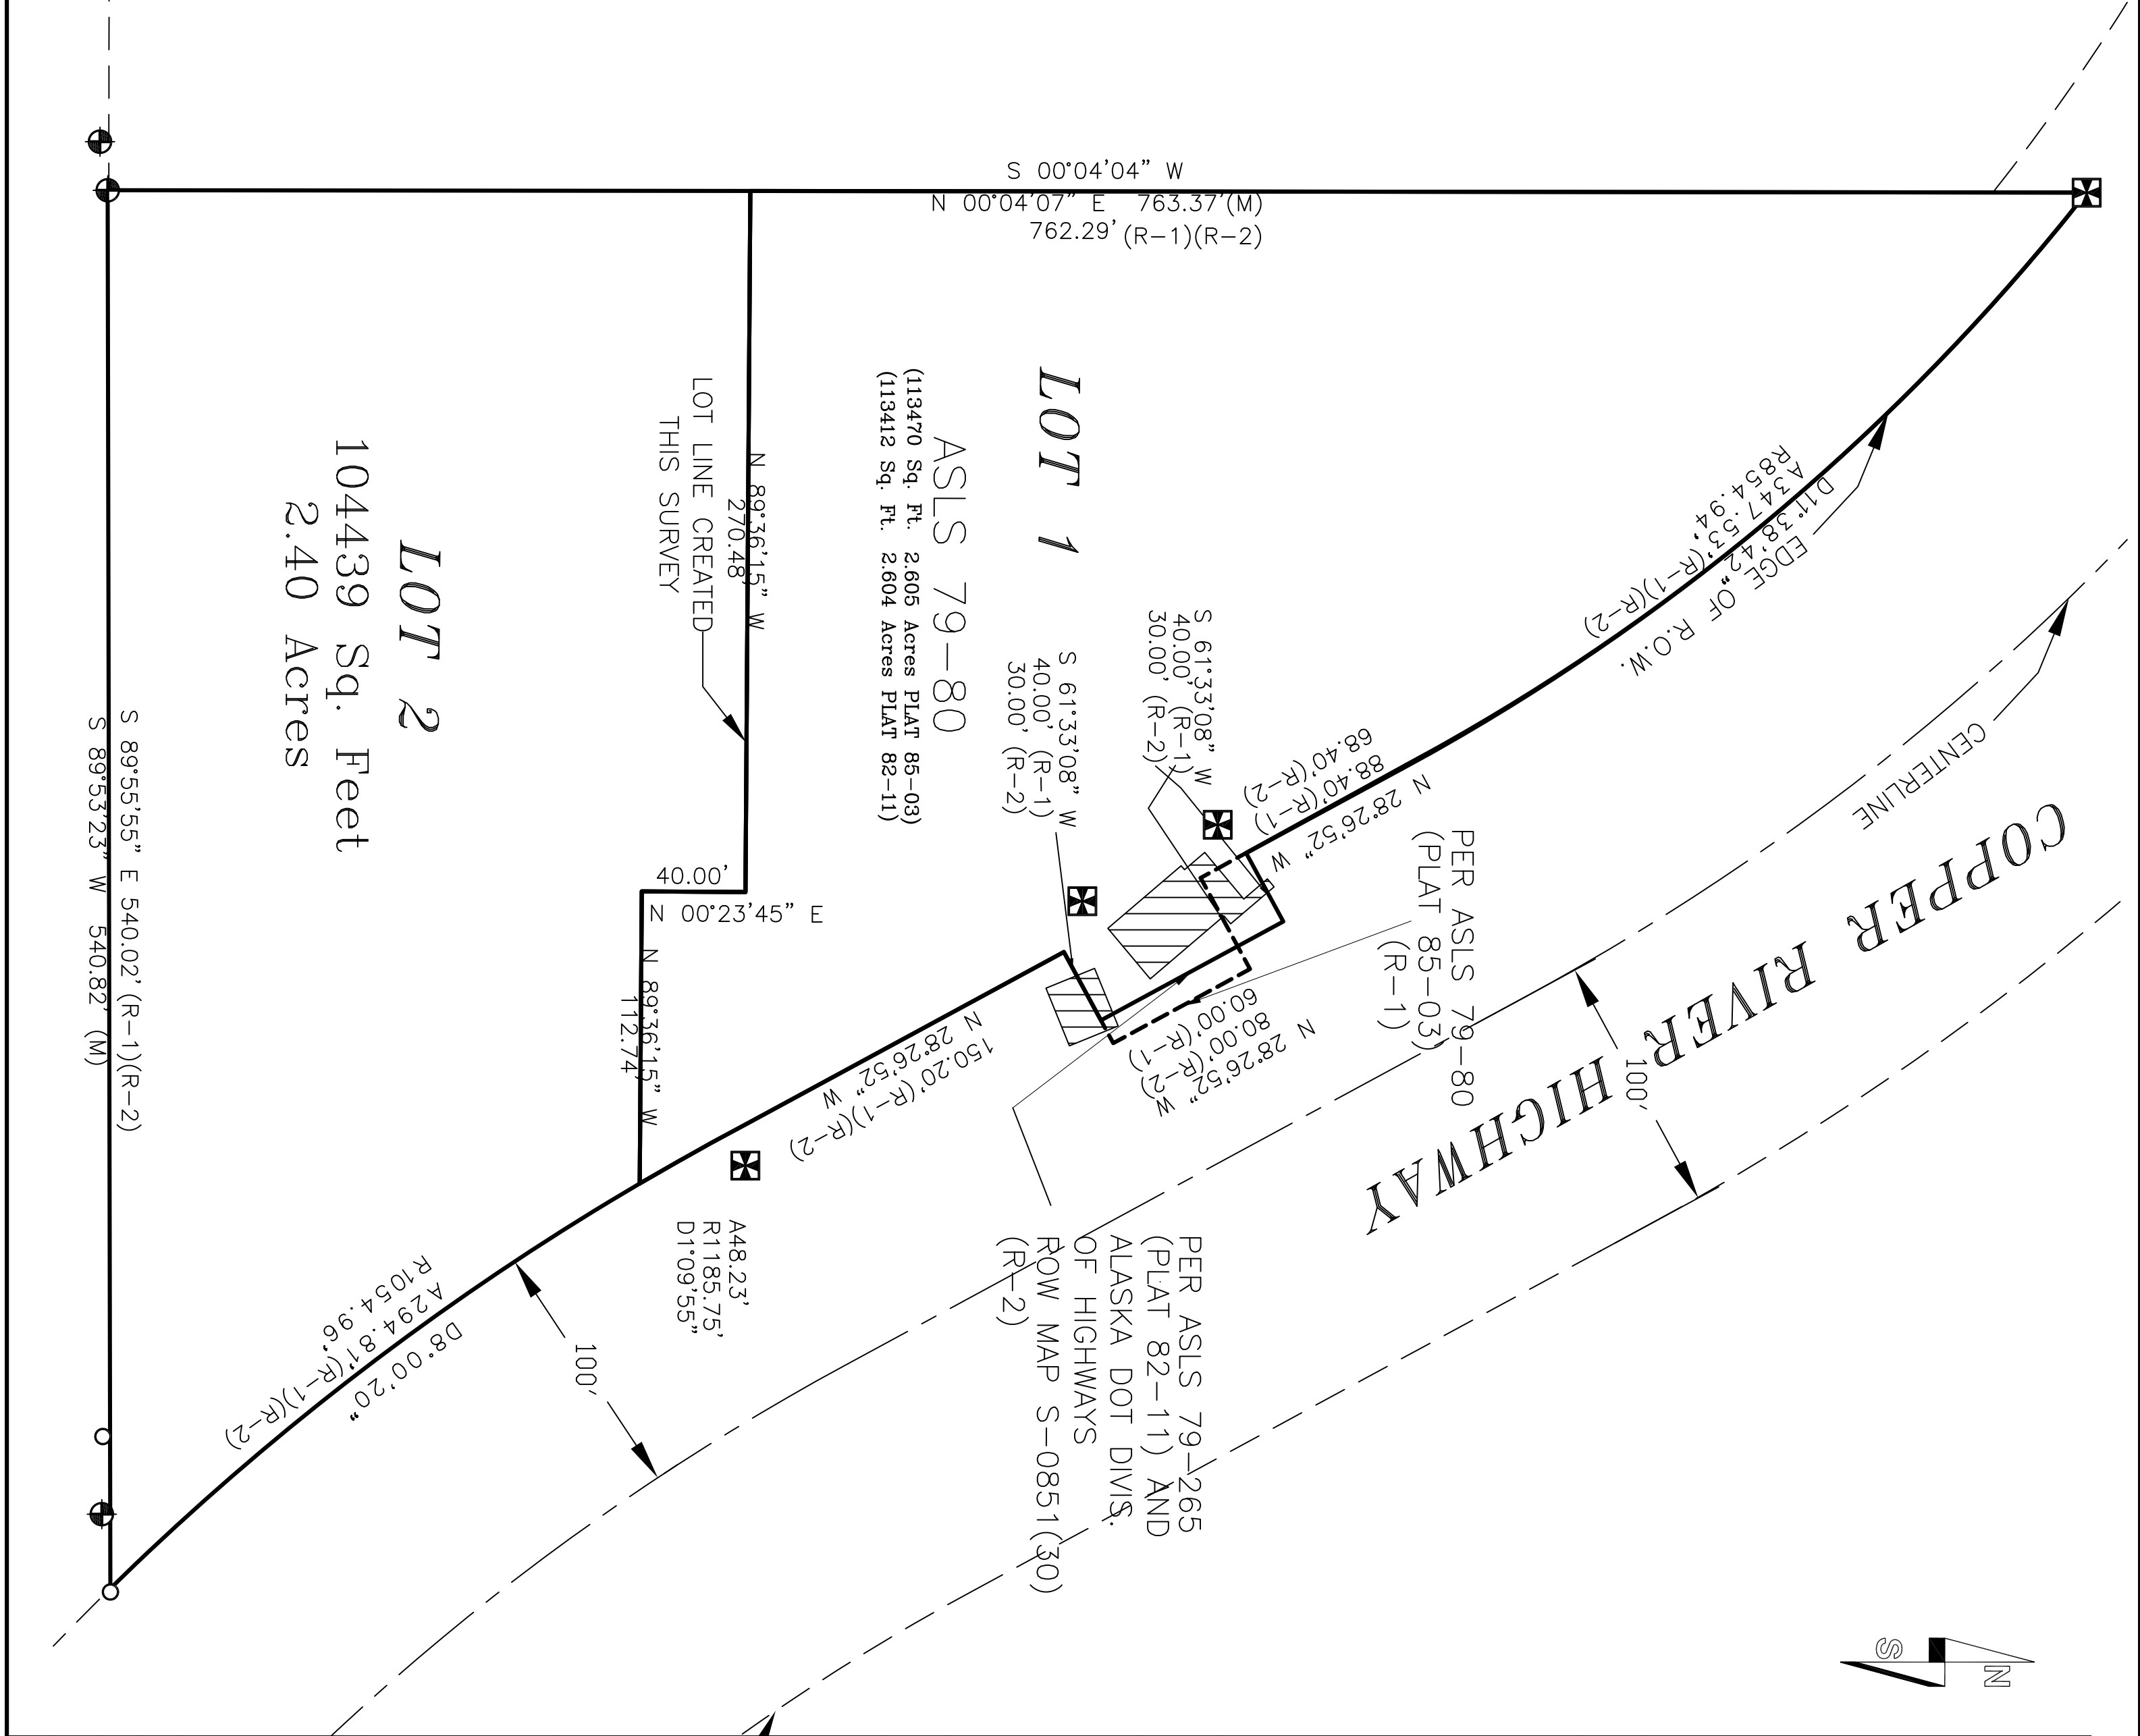 S 00°04'04" W
N 00°04'07" E 763.37'(M)
762.29' (R-1)(R-2)
D11°38'42"
A347.53'(R-1)(R-2)
R854.94'
EDGE OF R.O.W.
CENTERLINE
COPPER RIVER HIGHWAY
100'
LOT 1
ASLS 79-80
(113470 Sq. Ft. 2.605 Acres PLAT 85-03)
(113412 Sq. Ft. 2.604 Acres PLAT 82-11)
S 61°33'08" W
40.00' (R-1)
30.00' (R-2)
S 61°33'08" W
40.00' (R-1)
30.00' (R-2)
N 28°26'52" W
88.40'(R-1)
68.40'(R-2)
PER ASLS 79-80
(PLAT 85-03)
(R-1)
N 28°26'52" W
80.00'(R-2)
60.00'(R-1)
150.20'(R-1)(R-2)
N 28°26'52" W
PER ASLS 79-265
(PLAT 82-11) AND
ALASKA DOT DIVIS.
OF HIGHWAYS
ROW MAP S-0851(30)
(R-2)
N 89°36'15" W
270.48'
LOT LINE CREATED
THIS SURVEY
40.00'
N 00°23'45" E
N 89°36'15" W
112.74'
A48.23'
R1185.75'
D1°09'55"
LOT 2
104439 Sq. Feet
2.40 Acres
D8°00'20"
A294.81'(R-1)(R-2)
R1054.96'
100'
S 89°55'55" E 540.02' (R-1)(R-2)
S 89°53'23" W 540.82' (M)
N
S